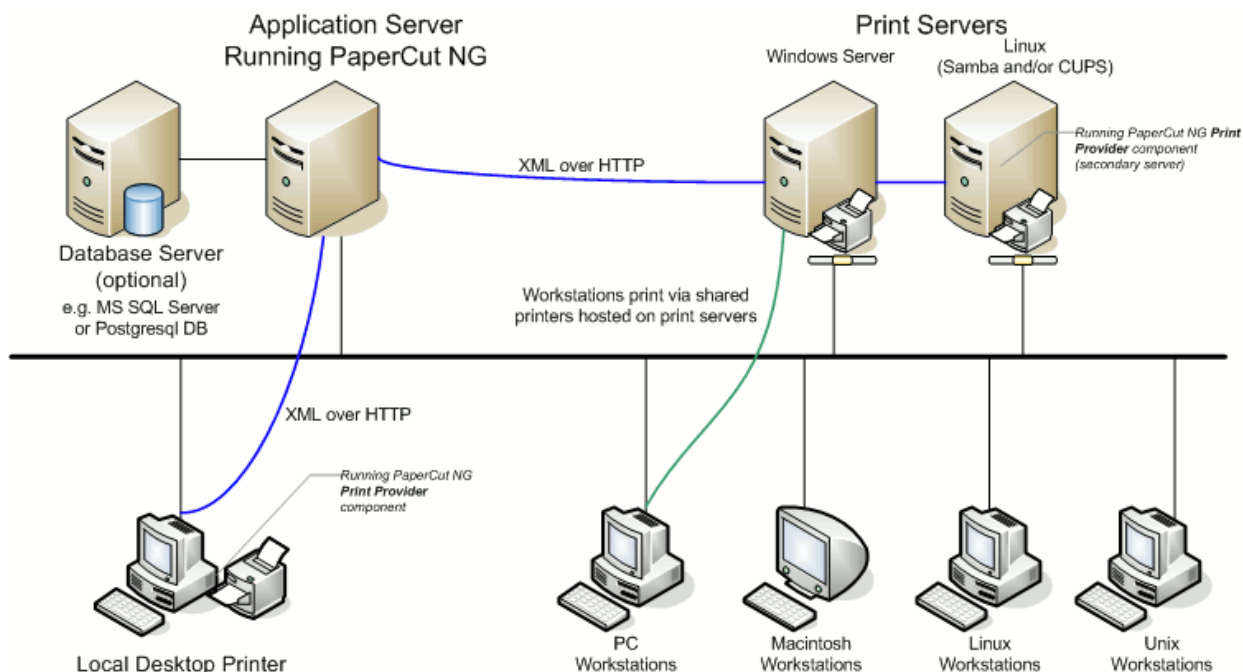 Application Server
Running PaperCut NG
Print Servers
Windows Server
Linux
(Samba and/or CUPS)
Running PaperCut NG Print
Provider component
(secondary server)
XML over HTTP
Database Server
(optional)
e.g. MS SQL Server
or Postgresql DB
Workstations print via shared
printers hosted on print servers
XML over HTTP
Running PaperCut NG
Print Provider
component
Local Desktop Printer
PC
Workstations
Macintosh
Workstations
Linux
Workstations
Unix
Workstations